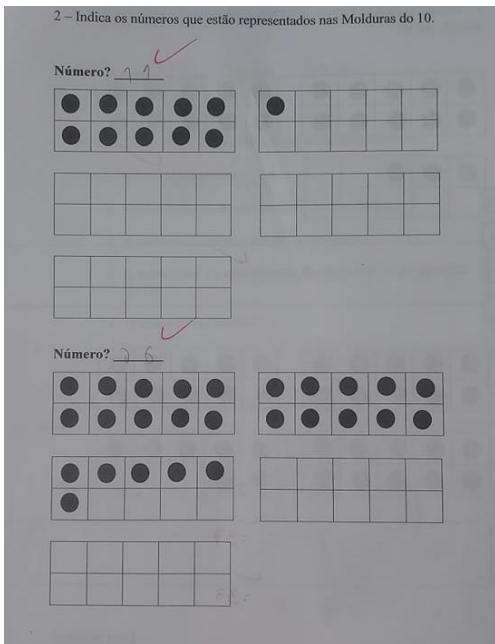 2 – Indica os números que estão representados nas Molduras do 10.
Número? 11
Número? 26